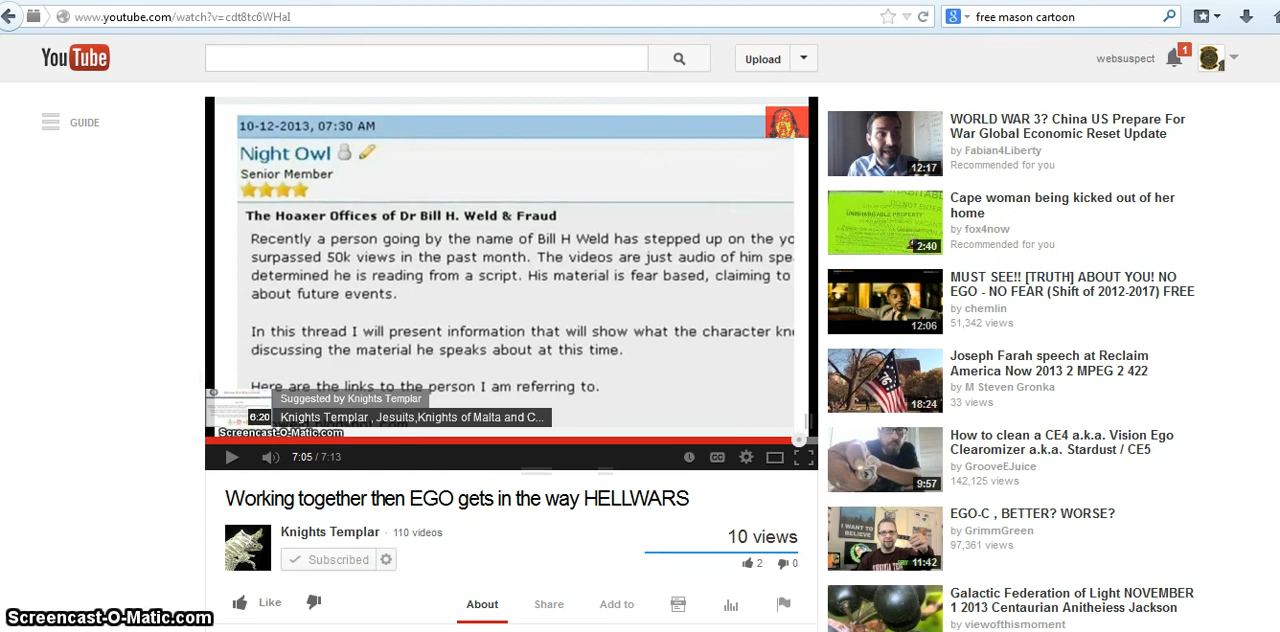 www.youtube.com/watch?v=cdt8tc6WHaI
free mason cartoon
YouTube
Upload
websuspect
1
GUIDE
10-12-2013, 07:30 AM
Night Owl
Senior Member
The Hoaxer Offices of Dr Bill H. Weld & Fraud
Recently a person going by the name of Bill H Weld has stepped up on the yo
surpassed 50k views in the past month. The videos are just audio of him spe
determined he is reading from a script. His material is fear based, claiming to
about future events.
In this thread I will present information that will show what the character kn
discussing the material he speaks about at this time.
Here are the links to the person I am referring to.
Suggested by Knights Templar
6:20
Knights Templar , Jesuits,Knights of Malta and C...
Screencast-O-Matic.com
7:05 / 7:13
CC
Working together then EGO gets in the way HELLWARS
Knights Templar · 110 videos
Subscribed
10 views
2
0
Like
About
Share
Add to
WORLD WAR 3? China US Prepare For
War Global Economic Reset Update
by Fabian4Liberty
Recommended for you
12:17
Cape woman being kicked out of her
home
by fox4now
Recommended for you
2:40
MUST SEE!! [TRUTH] ABOUT YOU! NO
EGO - NO FEAR (Shift of 2012-2017) FREE
by chemlin
51,342 views
12:06
Joseph Farah speech at Reclaim
America Now 2013 2 MPEG 2 422
by M Steven Gronka
33 views
18:24
How to clean a CE4 a.k.a. Vision Ego
Clearomizer a.k.a. Stardust / CE5
by GrooveEJuice
142,125 views
9:57
EGO-C , BETTER? WORSE?
by GrimmGreen
97,361 views
11:42
Galactic Federation of Light NOVEMBER
1 2013 Centaurian Anitheiess Jackson
by viewofthismoment
Screencast-O-Matic.com